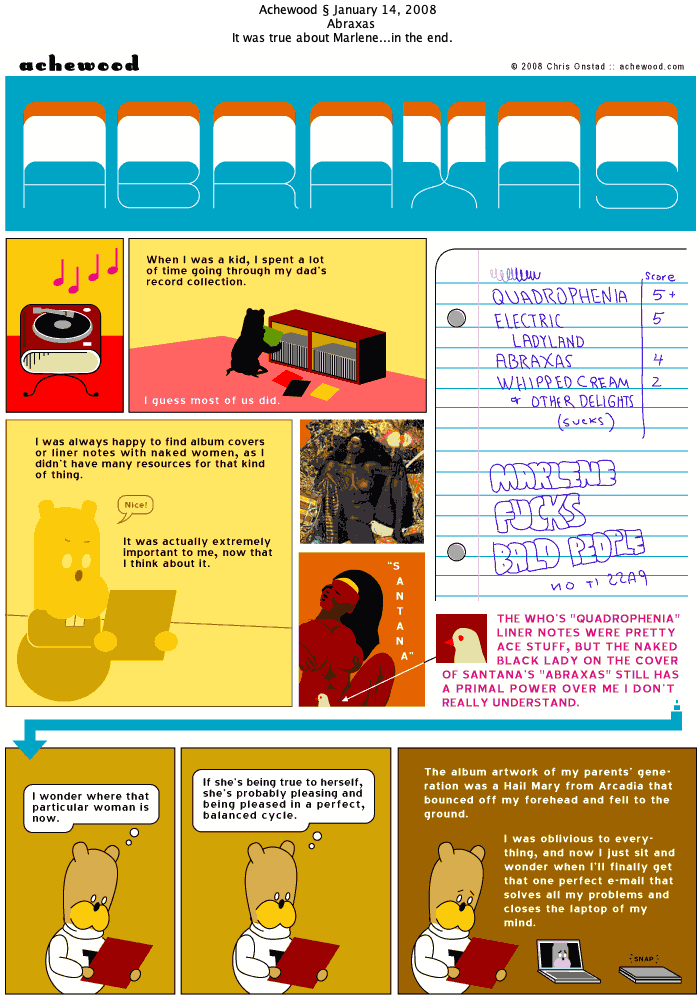 Achewood § January 14, 2008
Abraxas
It was true about Marlene...in the end.
achewood
© 2008 Chris Onstad :: achewood.com
ABRAXAS
When I was a kid, I spent a lot
of time going through my dad's
record collection.
I guess most of us did.
Score
QUADROPHENIA 5+
ELECTRIC 5
LADYLAND
ABRAXAS 4
WHIPPED CREAM 2
+ OTHER DELIGHTS
(sucks)
MARLENE
FUCKS
BALD PEOPLE
PASS IT ON
I was always happy to find album covers
or liner notes with naked women, as I
didn't have many resources for that kind
of thing.
Nice!
It was actually extremely
important to me, now that
I think about it.
"SANTANA"
THE WHO'S "QUADROPHENIA"
LINER NOTES WERE PRETTY
ACE STUFF, BUT THE NAKED
BLACK LADY ON THE COVER
OF SANTANA'S "ABRAXAS" STILL HAS
A PRIMAL POWER OVER ME I DON'T
REALLY UNDERSTAND.
I wonder where that
particular woman is
now.
If she's being true to herself,
she's probably pleasing and
being pleased in a perfect,
balanced cycle.
The album artwork of my parents' gene-
ration was a Hail Mary from Arcadia that
bounced off my forehead and fell to the
ground.
I was oblivious to every-
thing, and now I just sit and
wonder when I'll finally get
that one perfect e-mail that
solves all my problems and
closes the laptop of my
mind.
SNAP